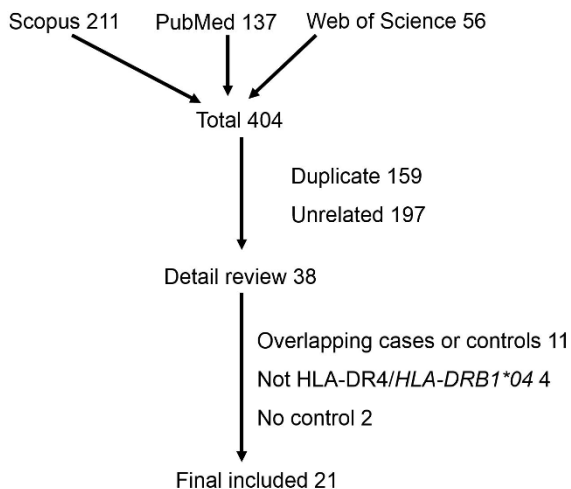 Scopus 211
PubMed 137
Web of Science 56
Total 404
Duplicate 159
Unrelated 197
Detail review 38
Overlapping cases or controls 11
Not HLA-DR4/HLA-DRB1*04 4
No control 2
Final included 21